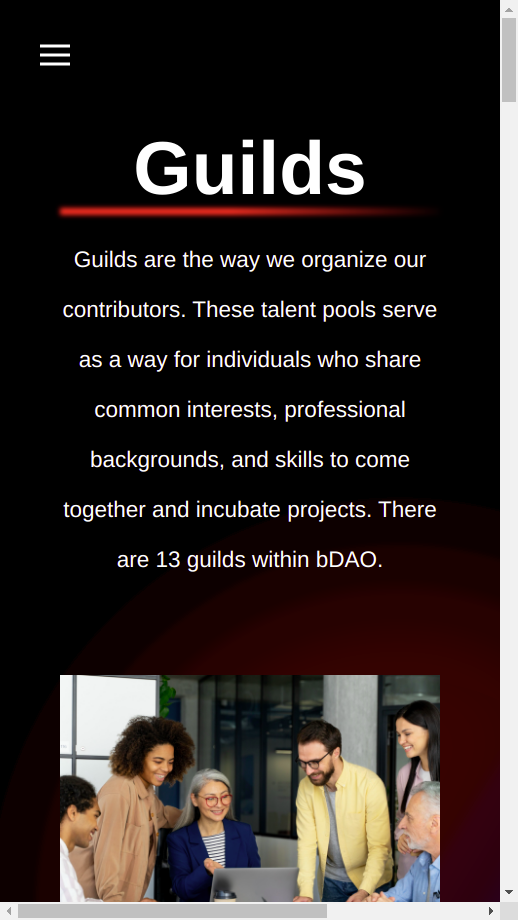 Guilds
Guilds are the way we organize our
contributors. These talent pools serve
as a way for individuals who share
common interests, professional
backgrounds, and skills to come
together and incubate projects. There
are 13 guilds within bDAO.